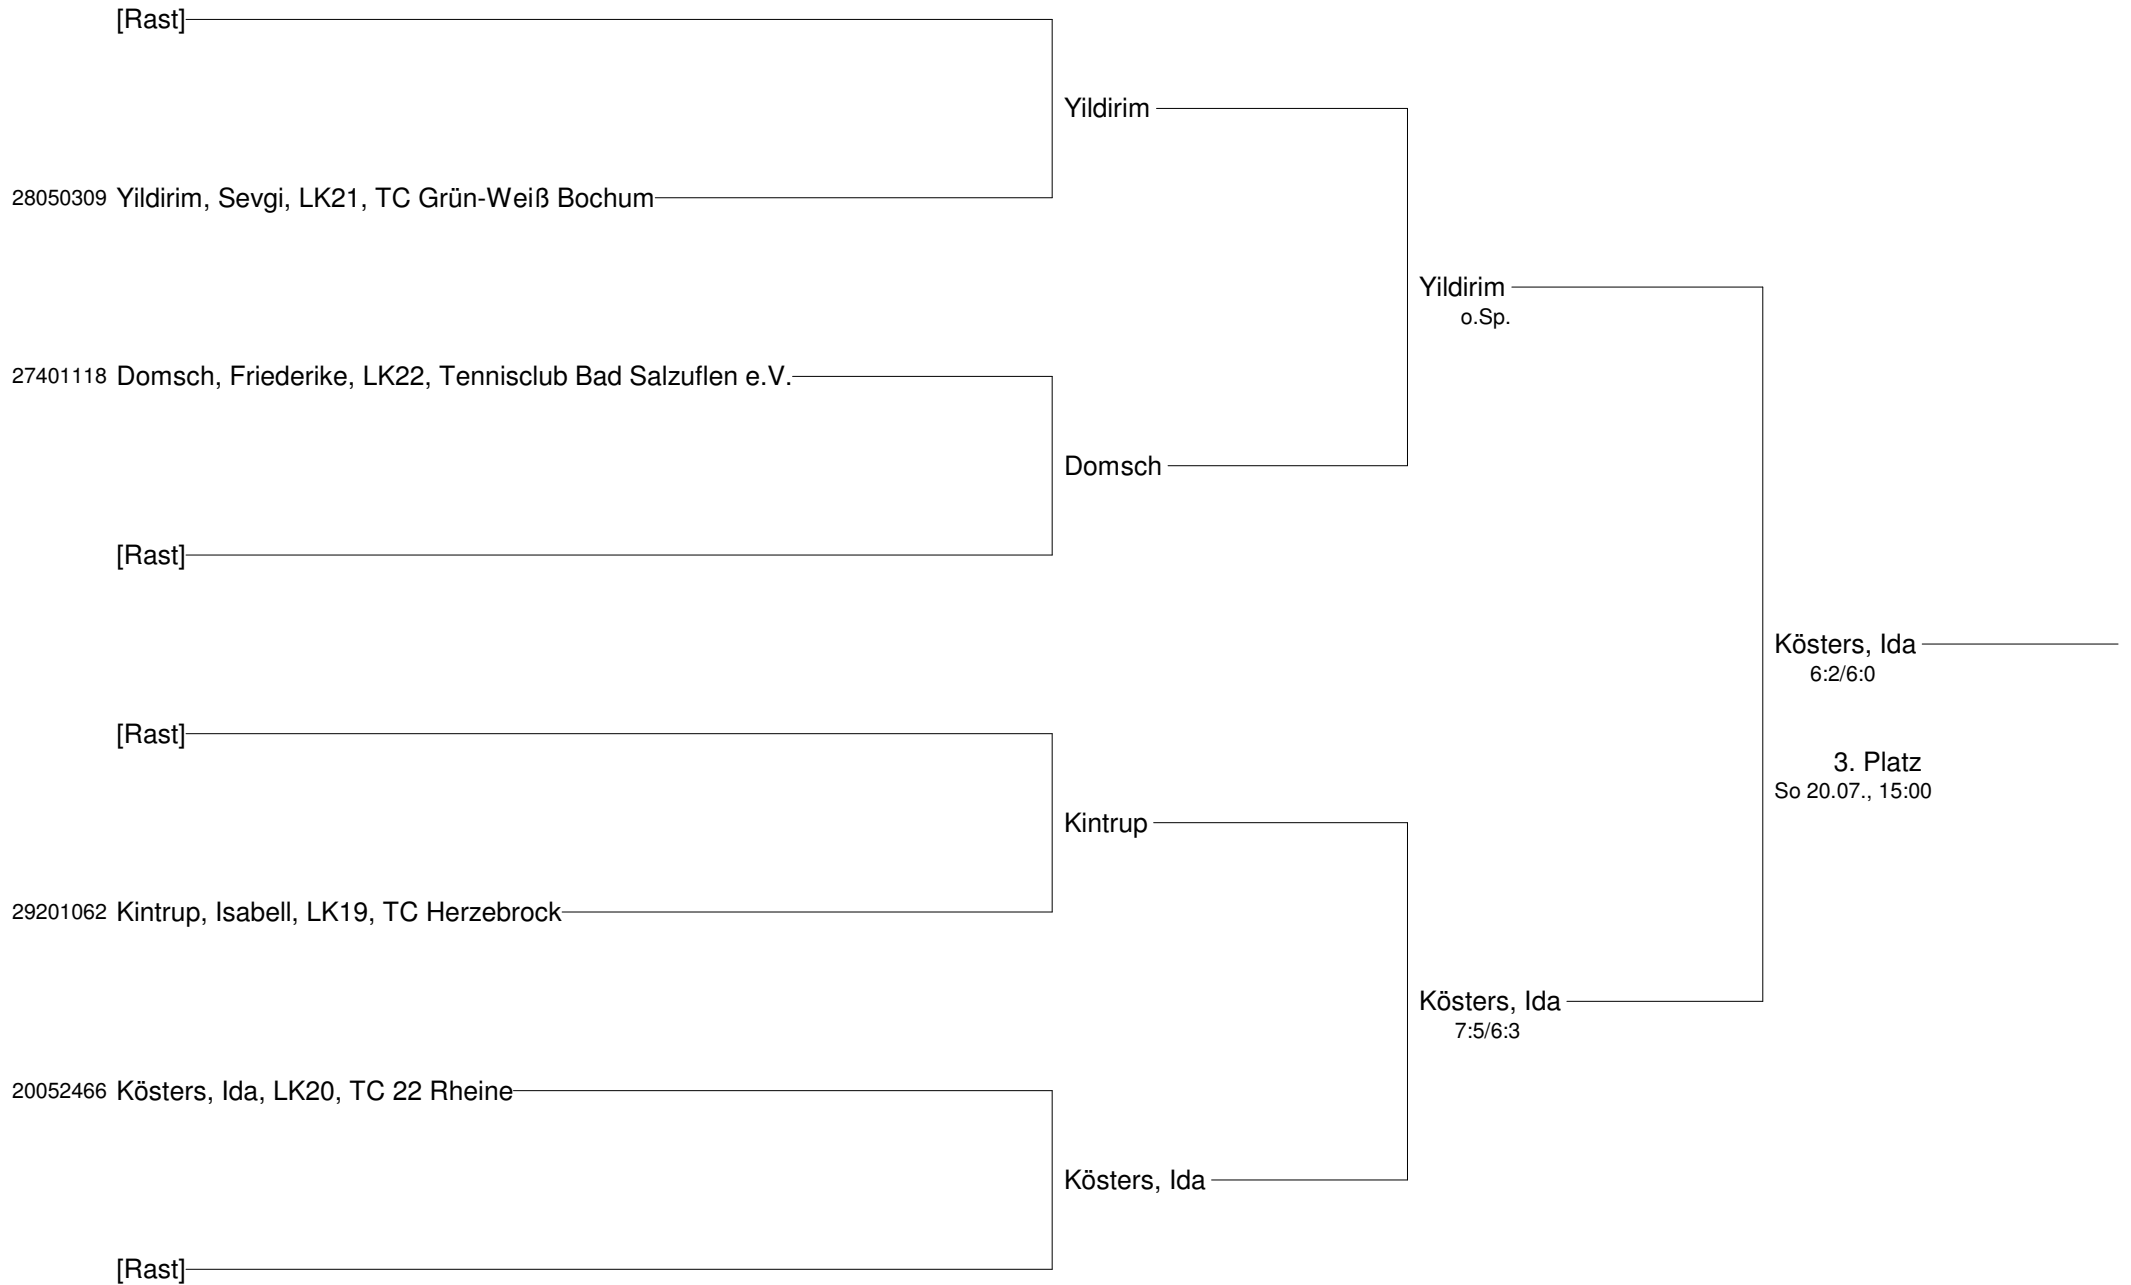 [Rast]
Yildirim
28050309 Yildirim, Sevgi, LK21, TC Grün-Weiß Bochum
Yildirim
o.Sp.
27401118 Domsch, Friederike, LK22, Tennisclub Bad Salzuflen e.V.
Domsch
[Rast]
Kösters, Ida
6:2/6:0
[Rast]
3. Platz
So 20.07., 15:00
Kintrup
29201062 Kintrup, Isabell, LK19, TC Herzebrock
Kösters, Ida
7:5/6:3
20052466 Kösters, Ida, LK20, TC 22 Rheine
Kösters, Ida
[Rast]